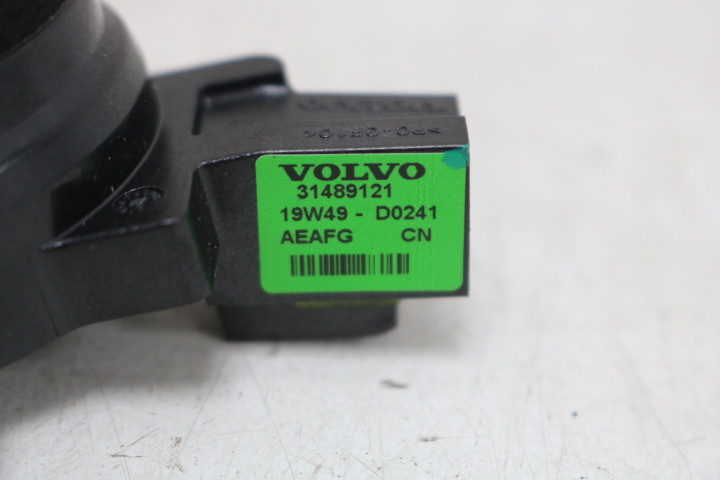 VOLVO
31489121
19W49 - D0241
AEAFG CN